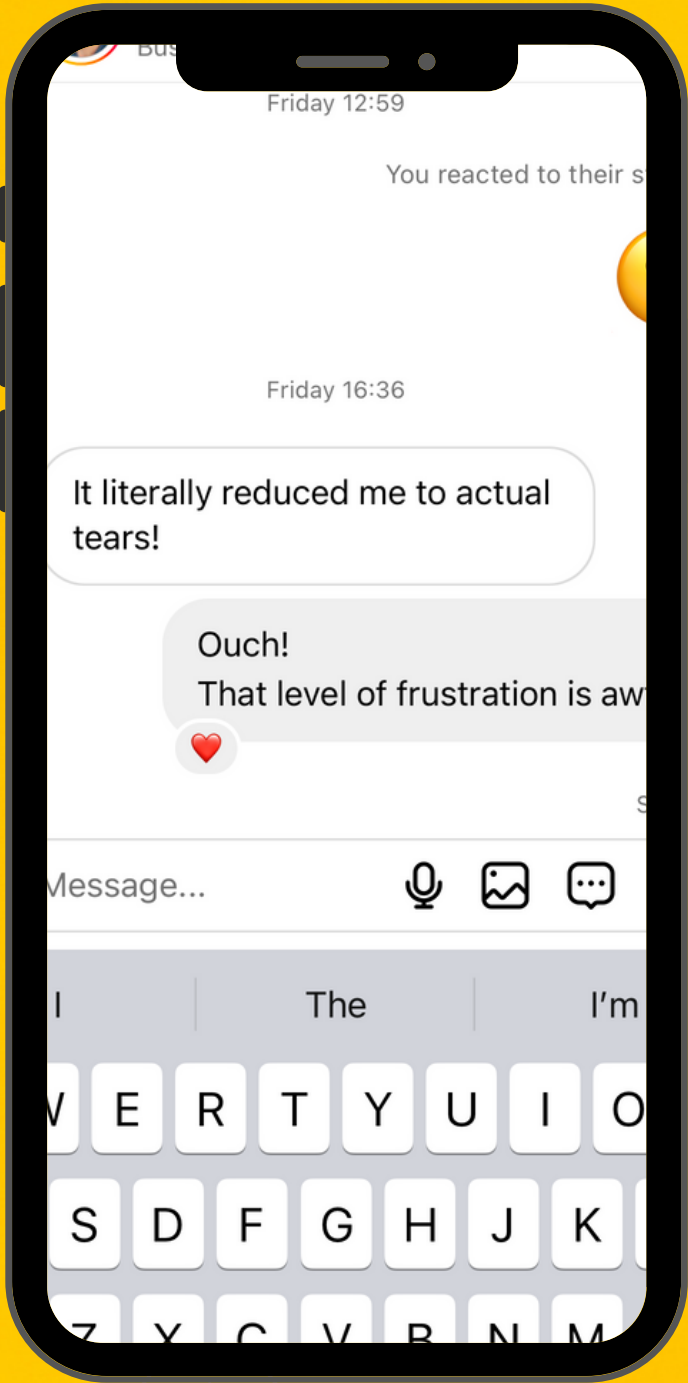 Friday 12:59
You reacted to their
Friday 16:36
It literally reduced me to actual
tears!
Ouch!
That level of frustration is
Message...
I The I'm
E R T Y U I O
S D F G H J K
Z X C V B N M